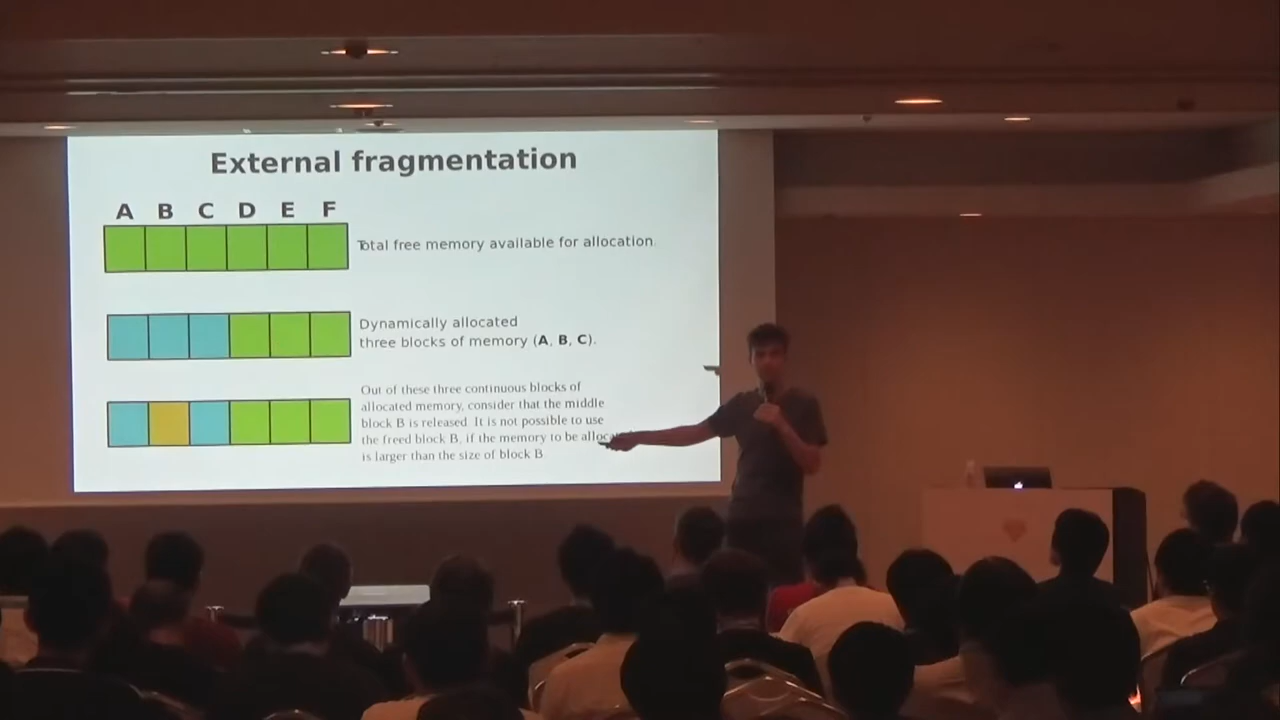 External fragmentation
A B C D E F
Total free memory available for allocation.
Dynamically allocated
three blocks of memory (A, B, C).
Out of these three continuous blocks of
allocated memory, consider that the middle
block B is released. It is not possible to use
the freed block B, if the memory to be
is larger than the size of block B